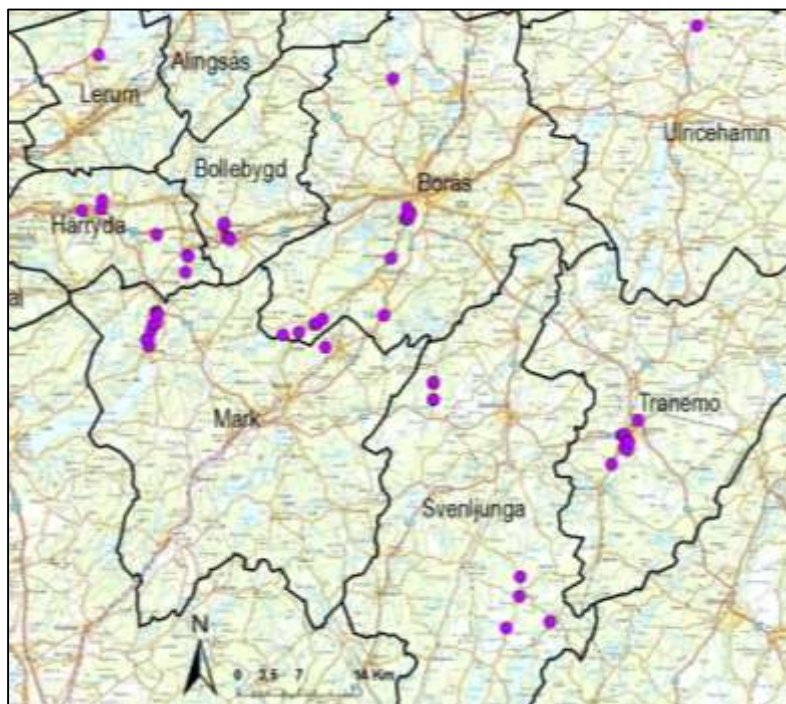 Alingsås
Lerum
Ulricehamn
Bollebygd
Borås
Härryda
Tranemo
Mark
Svenljunga
N
0 3,5 7 14 Km